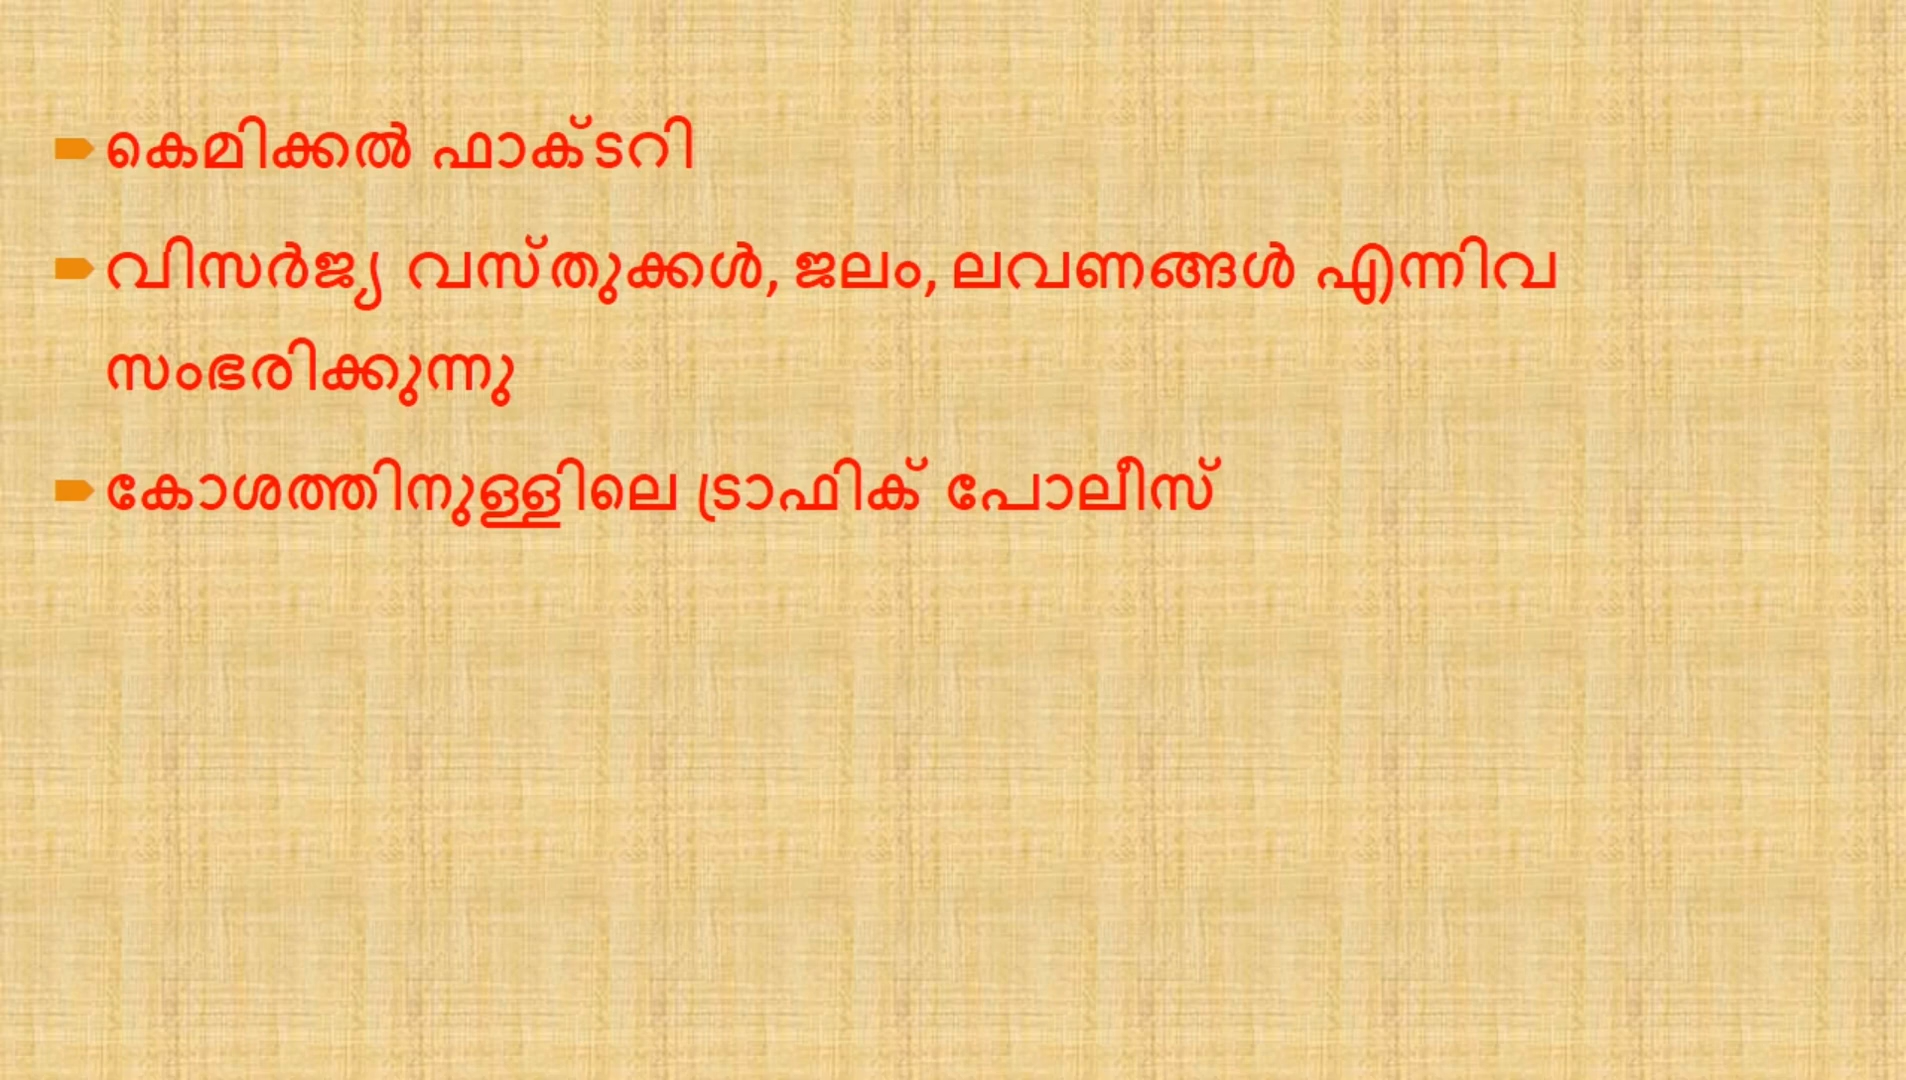 കെമിക്കൽ ഫാക്ടറി
വിസർജ്യ വസ്തുക്കൾ, ജലം, ലവണങ്ങൾ എന്നിവ
സംഭരിക്കുന്നു
കോശത്തിനുള്ളിലെ ട്രാഫിക് പോലീസ്